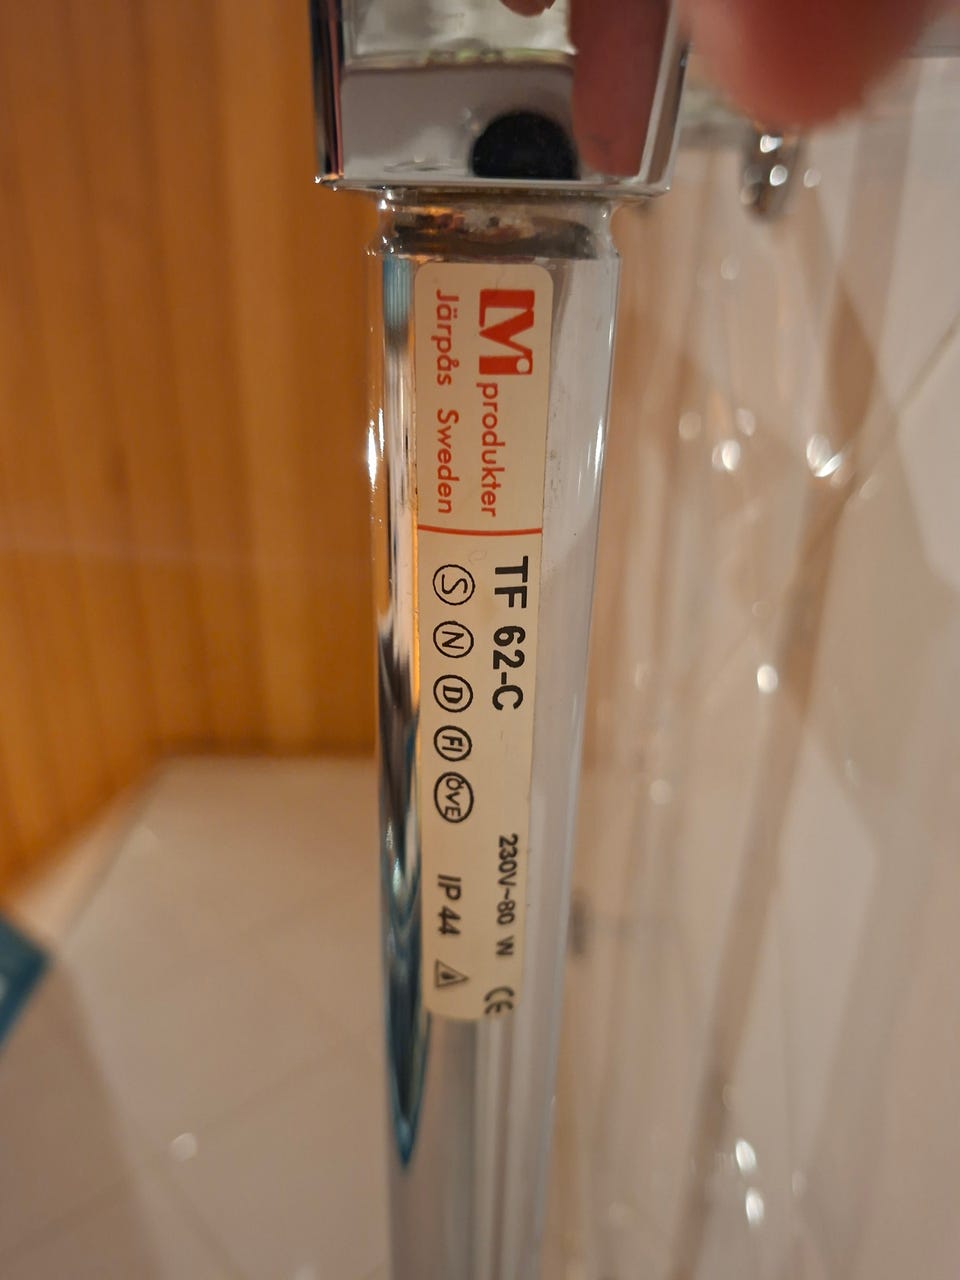 LVI produkter
Järpås Sweden
TF 62-C
230V~80 W CE
S N D FI ÖVE
IP 44